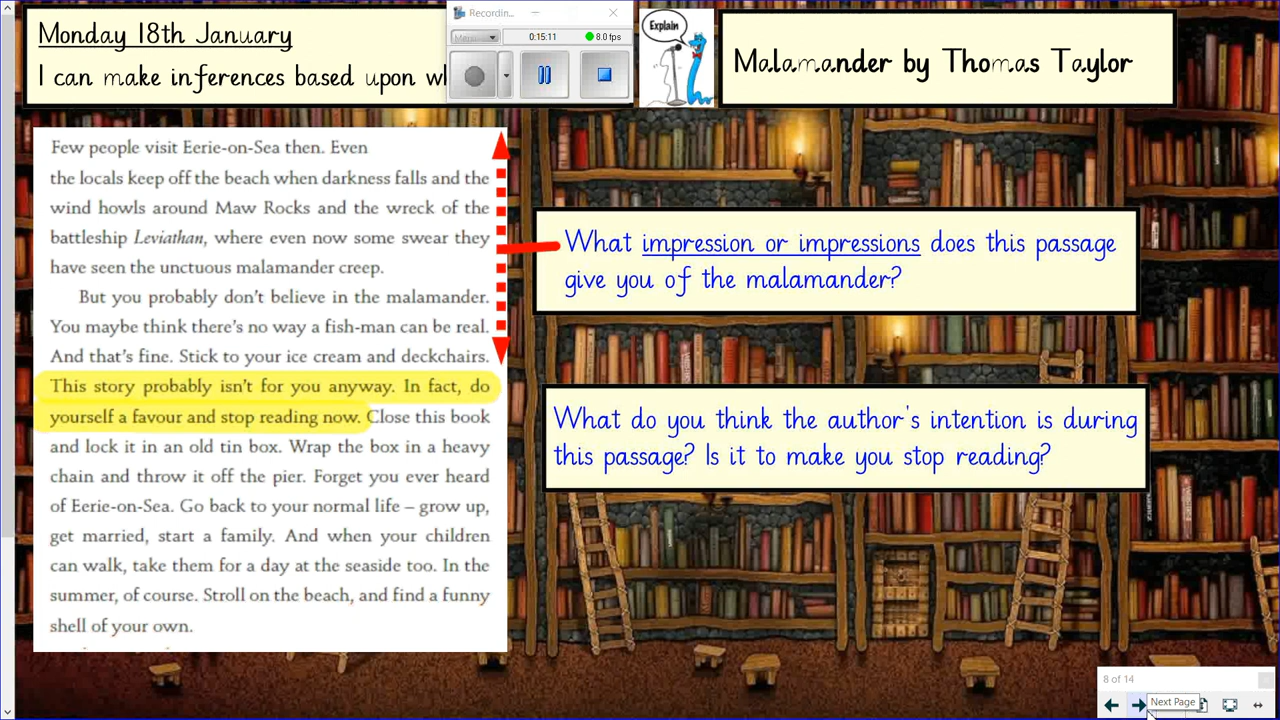 Monday 18th January
I can make inferences based upon
Recordin...
0:15:11
8.0 fps
Explain
Malamander by Thomas Taylor
Few people visit Eerie-on-Sea then. Even
the locals keep off the beach when darkness falls and the
wind howls around Maw Rocks and the wreck of the
battleship Leviathan, where even now some swear they
have seen the unctuous malamander creep.
But you probably don't believe in the malamander.
You maybe think there's no way a fish-man can be real.
And that's fine. Stick to your ice cream and deckchairs.
This story probably isn't for you anyway. In fact, do
yourself a favour and stop reading now. Close this book
and lock it in an old tin box. Wrap the box in a heavy
chain and throw it off the pier. Forget you ever heard
of Eerie-on-Sea. Go back to your normal life – grow up,
get married, start a family. And when your children
can walk, take them for a day at the seaside too. In the
summer, of course. Stroll on the beach, and find a funny
shell of your own.
What impression or impressions does this passage
give you of the malamander?
What do you think the author's intention is during
this passage? Is it to make you stop reading?
8 of 14
Next Page